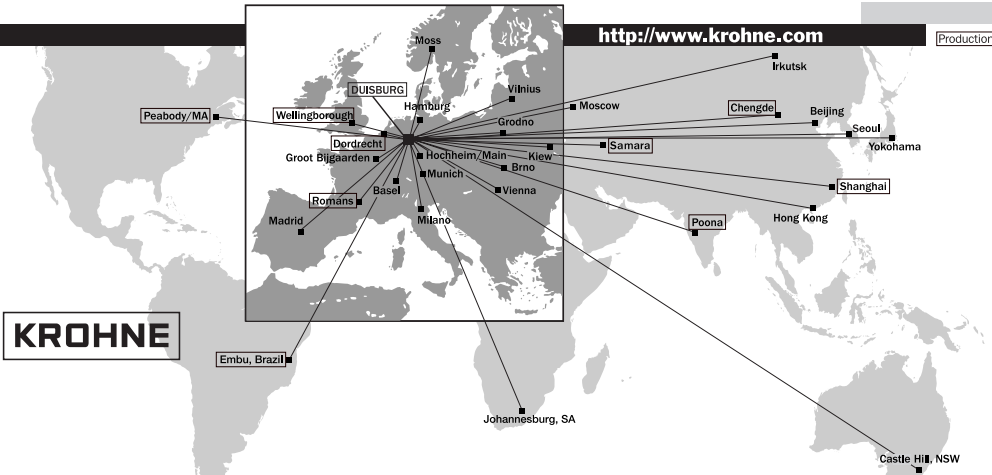 http://www.krohne.com
Production
Moss
Irkutsk
DUISBURG
Vilnius
Hamburg
Moscow
Chengde
Beijing
Peabody/MA
Wellingborough
Grodno
Seoul
Dordrecht
Yokohama
Samara
Groot Bijgaarden
Hochheim/Main
Kiew
Brno
Munich
Basel
Vienna
Shanghai
Romans
Madrid
Milano
Poona
Hong Kong
KROHNE
Embu, Brazil
Johannesburg, SA
Castle Hill, NSW